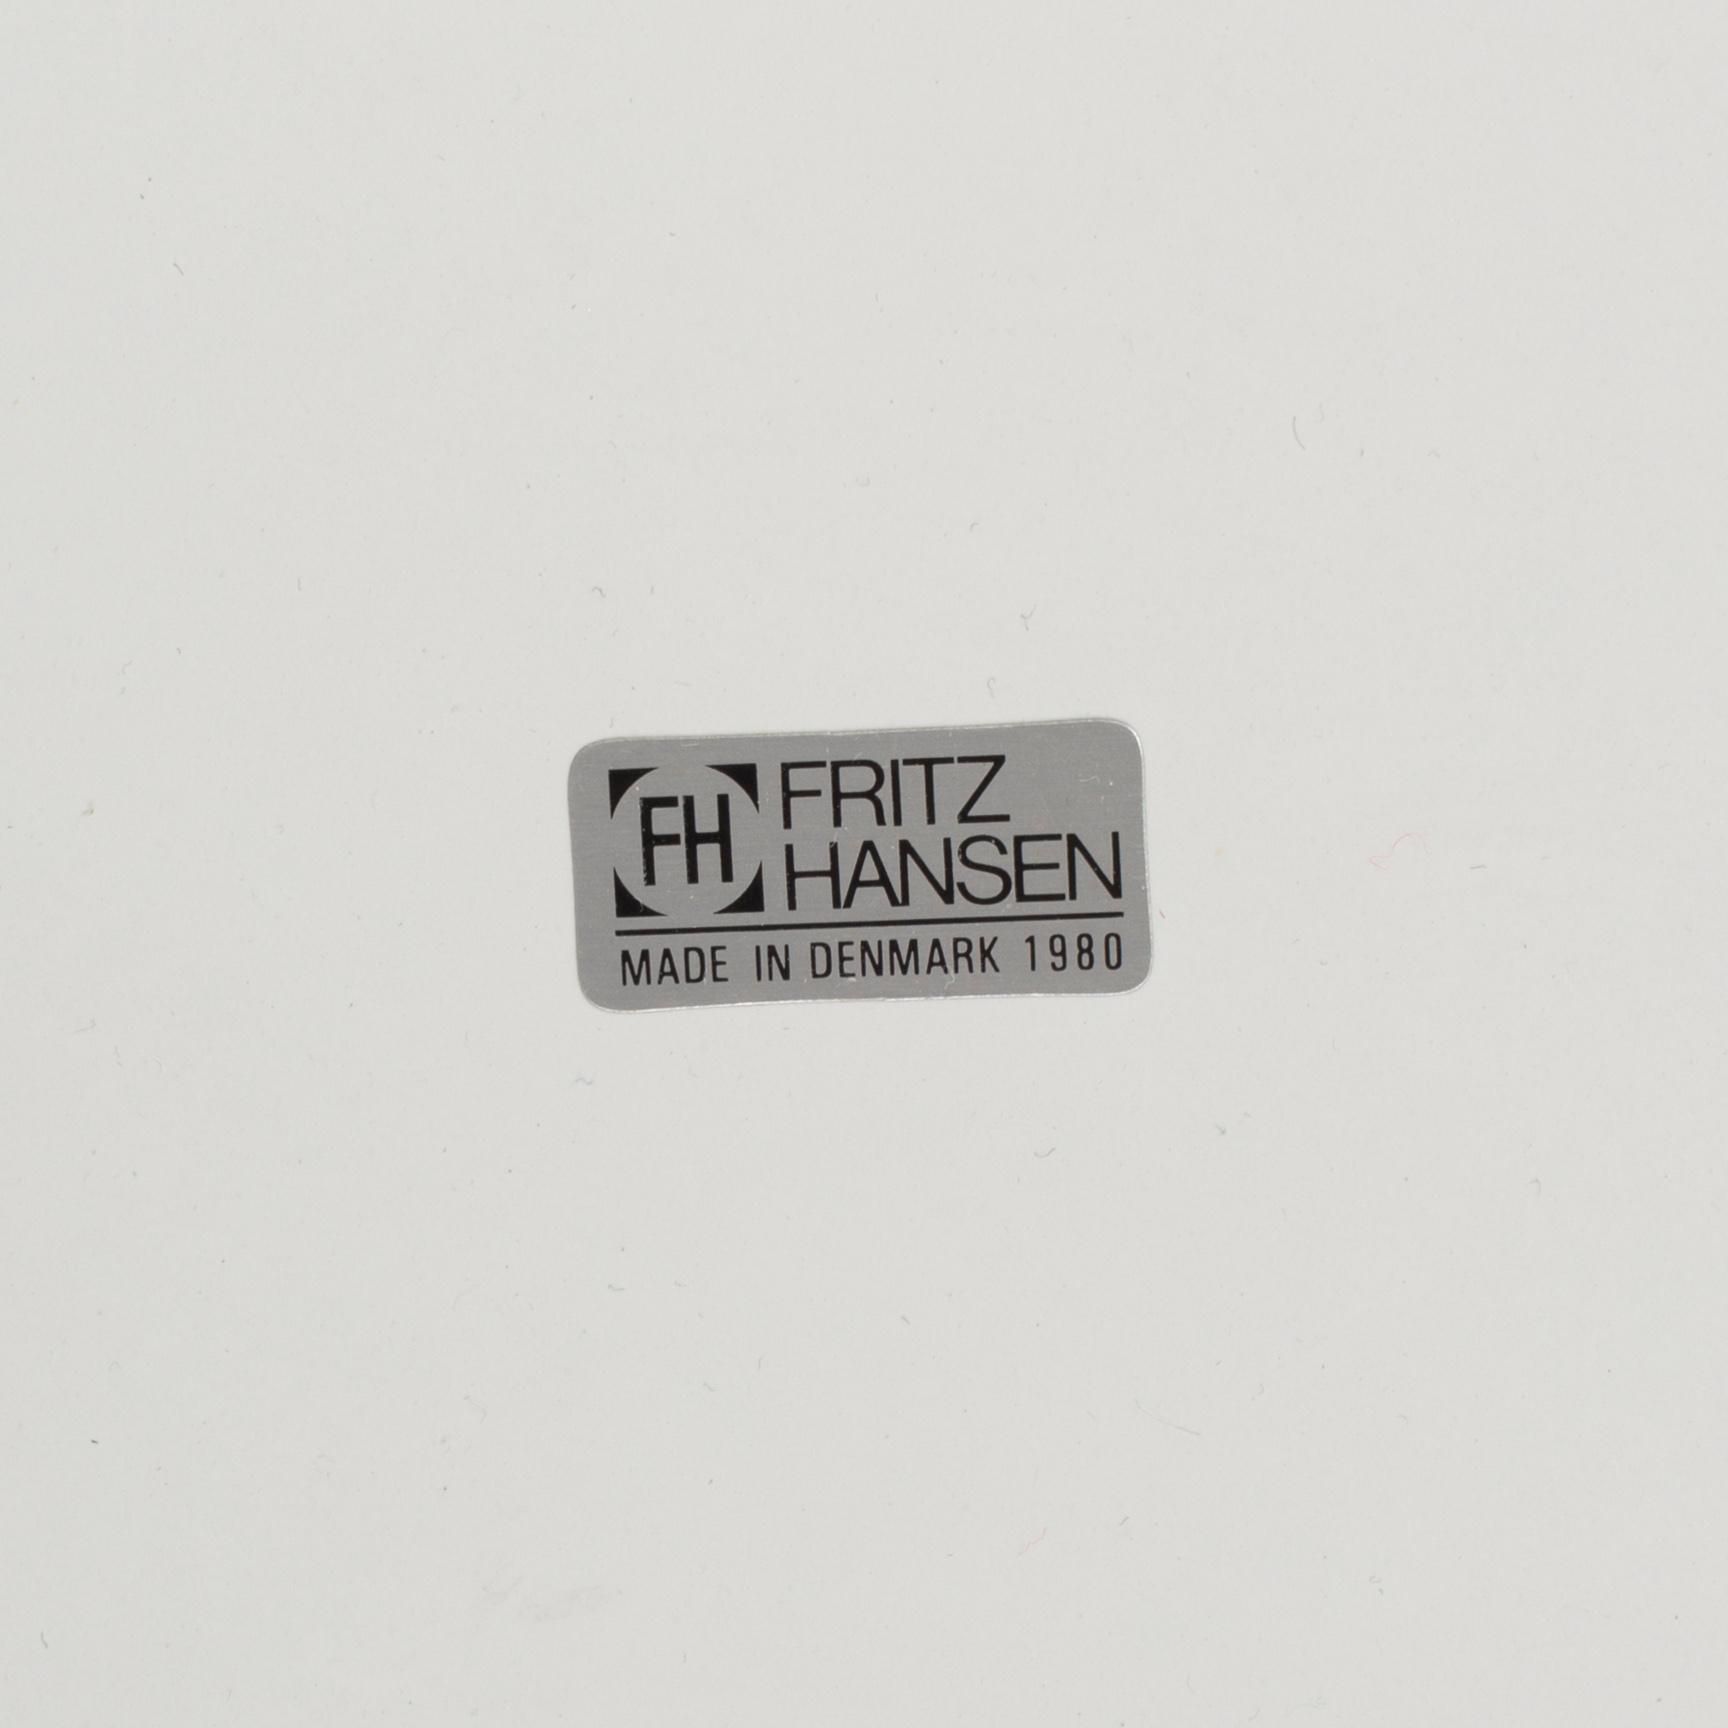 FH FRITZ
HANSEN
MADE IN DENMARK 1980